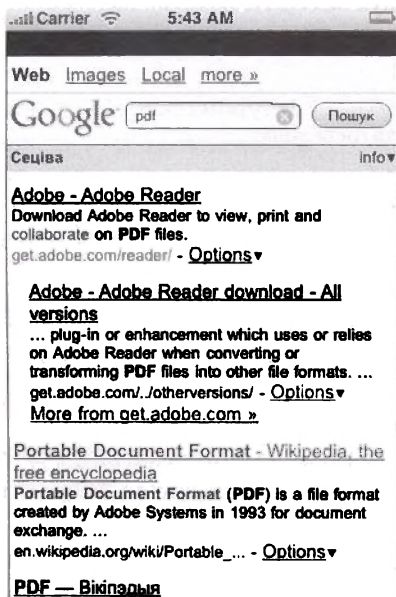 Carrier 5:43 AM
Web Images Local more »
Google pdf Пошук
Сеціва info▾
Adobe - Adobe Reader
Download Adobe Reader to view, print and
collaborate on PDF files.
get.adobe.com/reader/ - Options▾
Adobe - Adobe Reader download - All
versions
... plug-in or enhancement which uses or relies
on Adobe Reader when converting or
transforming PDF files into other file formats. ...
get.adobe.com/../otherversions/ - Options▾
More from get.adobe.com »
Portable Document Format - Wikipedia, the
free encyclopedia
Portable Document Format (PDF) is a file format
created by Adobe Systems in 1993 for document
exchange. ...
en.wikipedia.org/wiki/Portable_... - Options▾
PDF — Вікіпэдыя